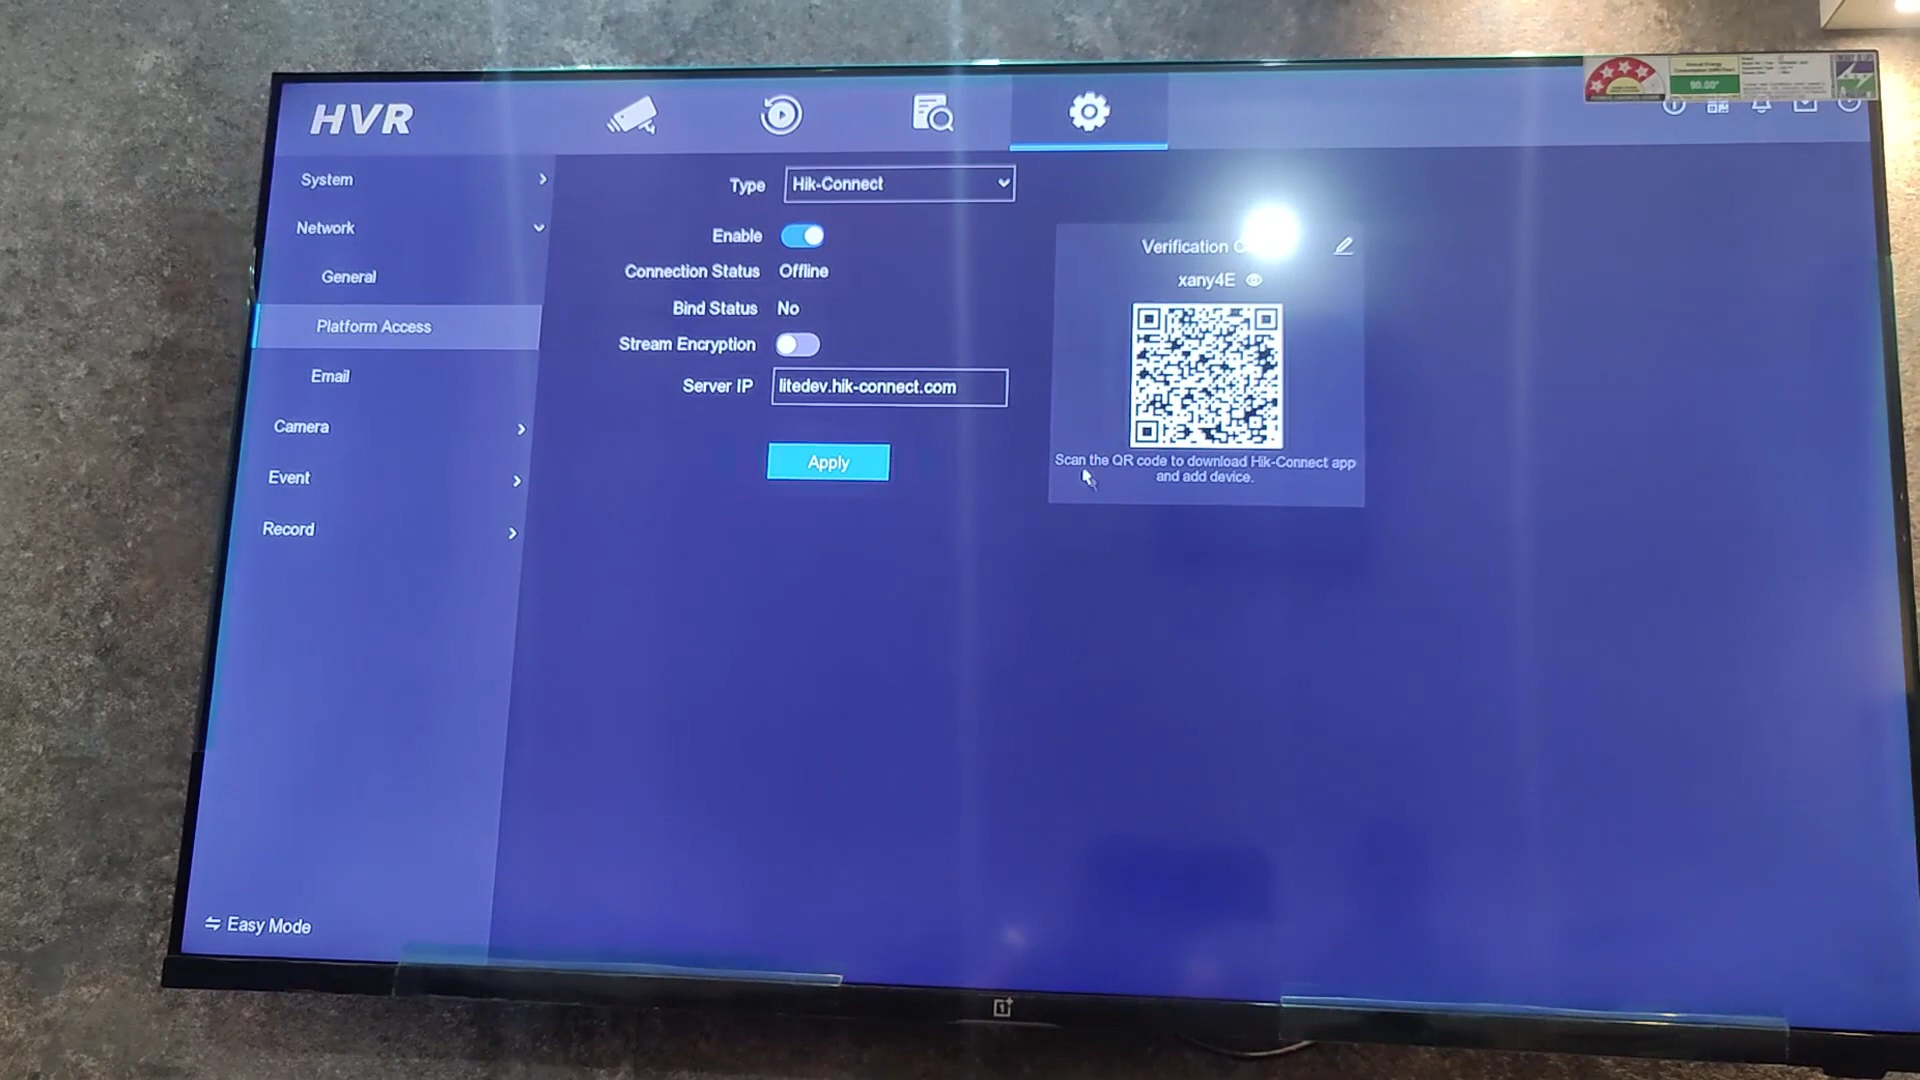 HVR
System
Network
General
Platform Access
Email
Camera
Event
Record
Easy Mode
Type Hik-Connect
Enable
Connection Status Offline
Bind Status No
Stream Encryption
Server IP litedev.hik-connect.com
Apply
Verification
xany4E
Scan the QR code to download Hik-Connect app
and add device.